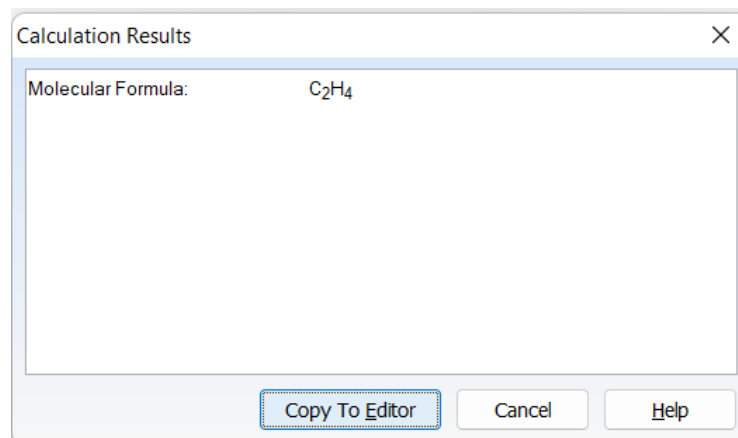 Calculation Results
Molecular Formula: C₂H₄
Copy To Editor Cancel Help